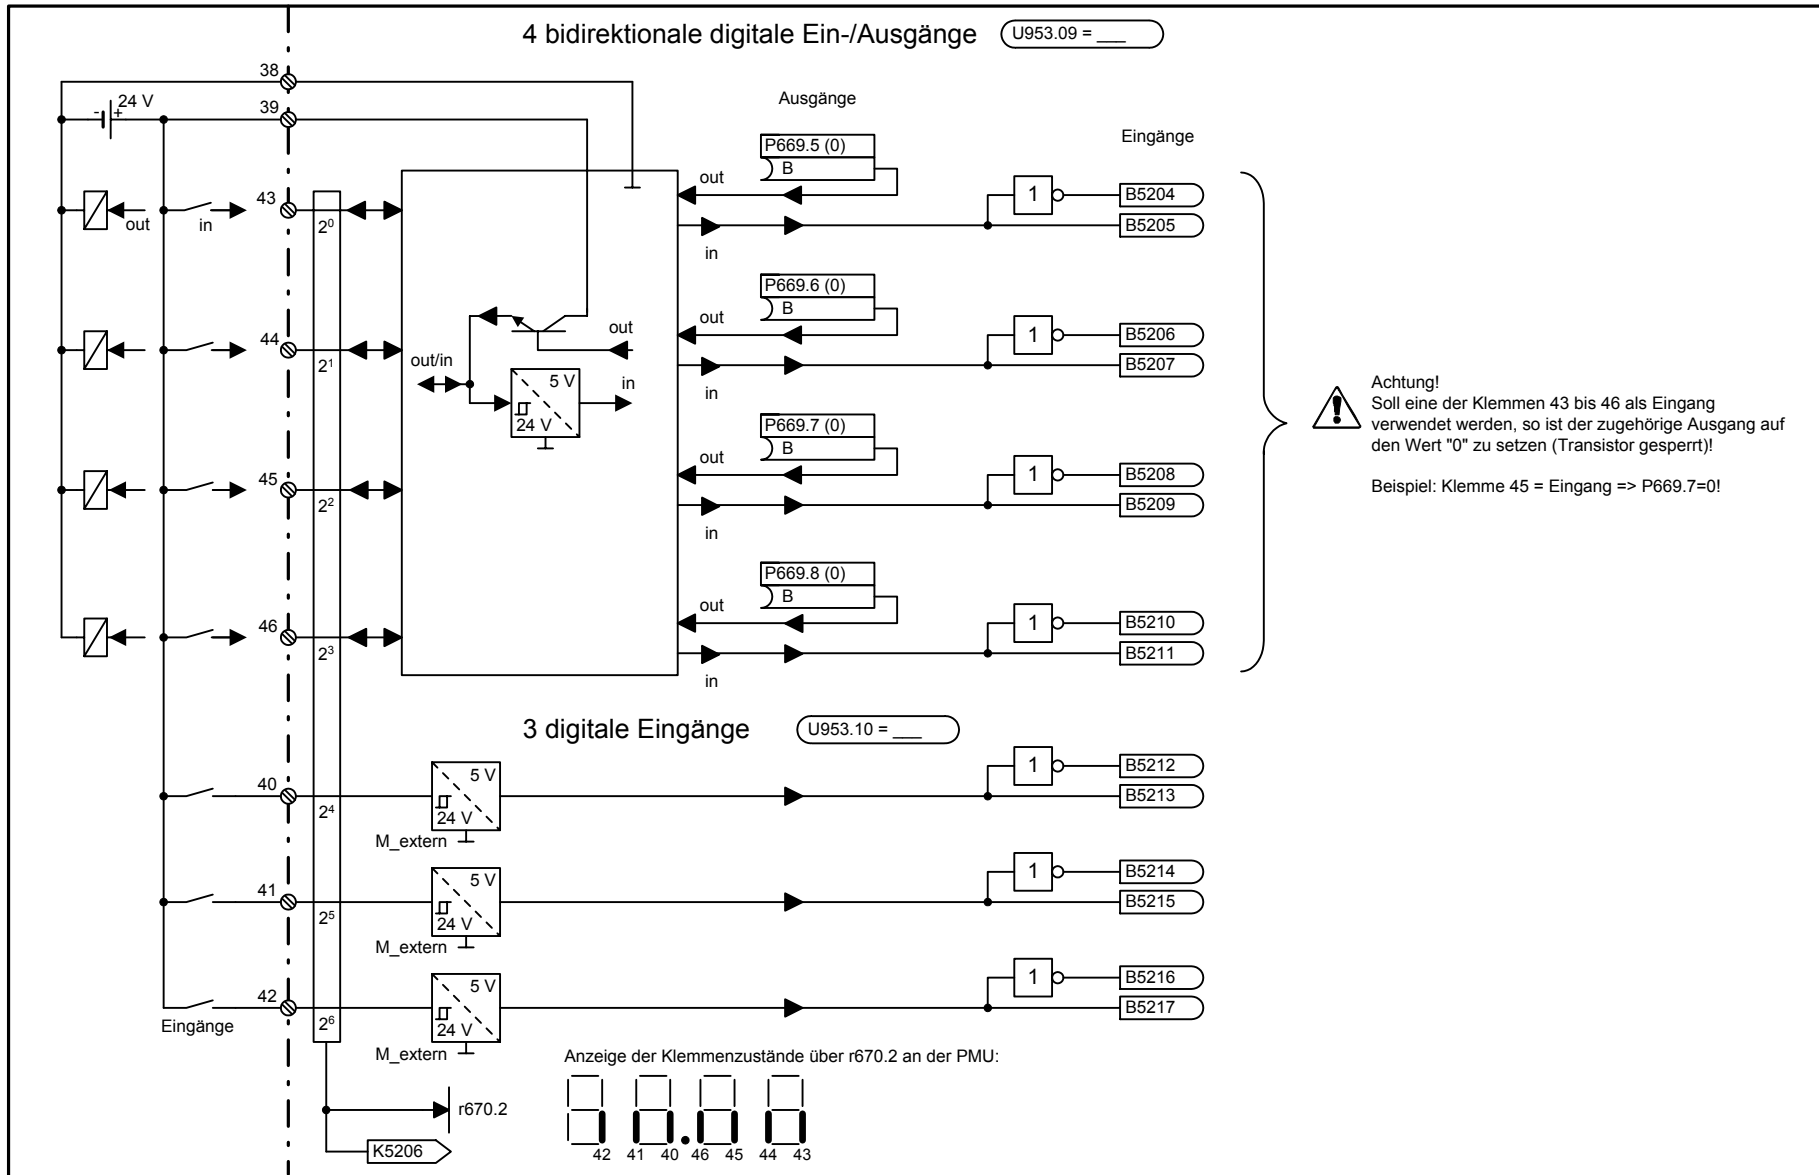 4 bidirektionale digitale Ein-/Ausgänge U953.09 = ___
38
24 V
- +
39
Ausgänge
Eingänge
P669.5 (0)
B
out
in
43
2⁰
out
in
1
B5204
B5205
P669.6 (0)
B
44
2¹
out
in
1
B5206
B5207
out/in
out
in
5 V
24 V
P669.7 (0)
B
45
2²
out
in
1
B5208
B5209
P669.8 (0)
B
46
2³
out
in
1
B5210
B5211
Achtung!
Soll eine der Klemmen 43 bis 46 als Eingang
verwendet werden, so ist der zugehörige Ausgang auf
den Wert "0" zu setzen (Transistor gesperrt)!
Beispiel: Klemme 45 = Eingang => P669.7=0!
3 digitale Eingänge U953.10 = ___
40
2⁴
5 V
24 V
M_extern
1
B5212
B5213
41
2⁵
5 V
24 V
M_extern
1
B5214
B5215
42
2⁶
5 V
24 V
M_extern
1
B5216
B5217
Eingänge
Anzeige der Klemmenzustände über r670.2 an der PMU:
r670.2
K5206
42 41 40 46 45 44 43